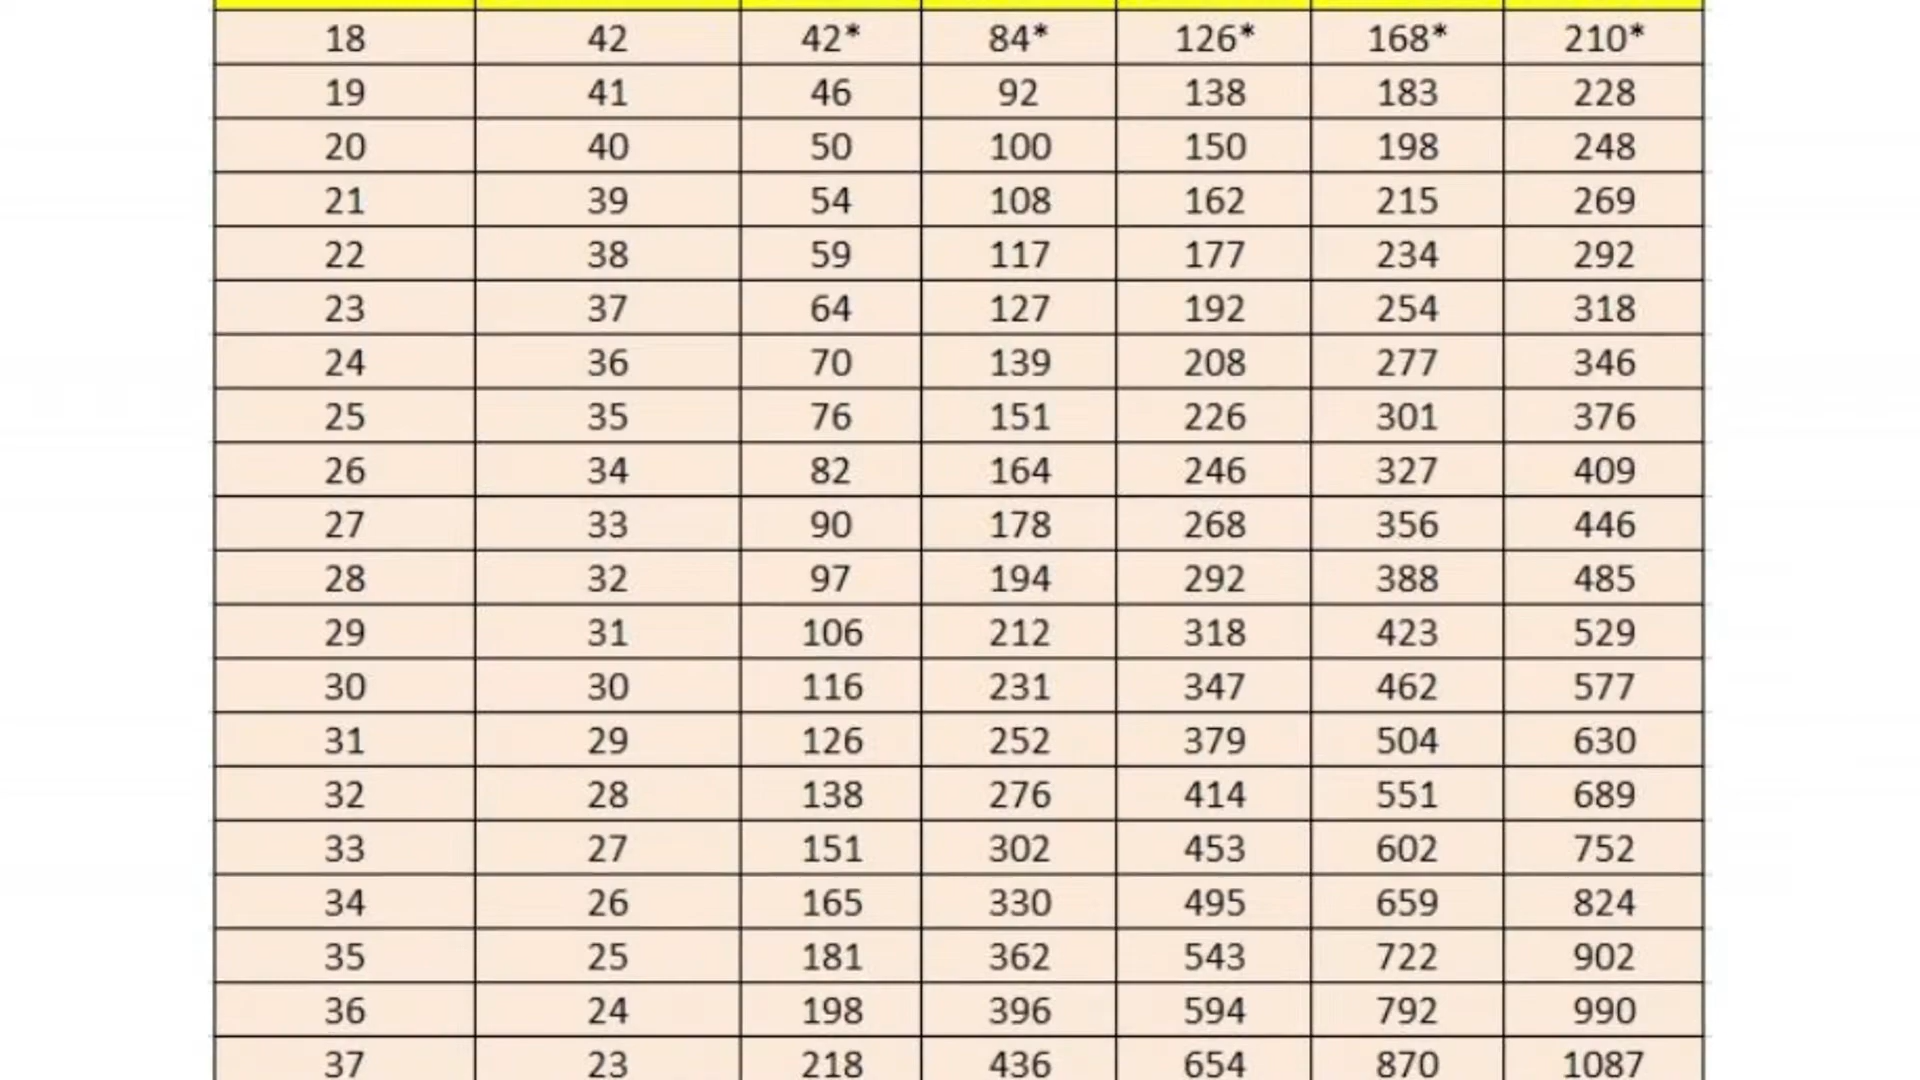 18 42 42* 84* 126* 168* 210*
19 41 46 92 138 183 228
20 40 50 100 150 198 248
21 39 54 108 162 215 269
22 38 59 117 177 234 292
23 37 64 127 192 254 318
24 36 70 139 208 277 346
25 35 76 151 226 301 376
26 34 82 164 246 327 409
27 33 90 178 268 356 446
28 32 97 194 292 388 485
29 31 106 212 318 423 529
30 30 116 231 347 462 577
31 29 126 252 379 504 630
32 28 138 276 414 551 689
33 27 151 302 453 602 752
34 26 165 330 495 659 824
35 25 181 362 543 722 902
36 24 198 396 594 792 990
37 23 218 436 654 870 1087